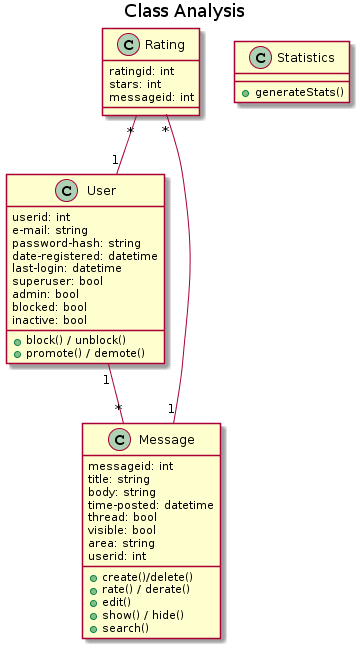 Class Analysis
C Rating
ratingid: int
stars: int
messageid: int
C Statistics
generateStats()
* *
1
C User
userid: int
e-mail: string
password-hash: string
date-registered: datetime
last-login: datetime
superuser: bool
admin: bool
blocked: bool
inactive: bool
block() / unblock()
promote() / demote()
1
* 1
C Message
messageid: int
title: string
body: string
time-posted: datetime
thread: bool
visible: bool
area: string
userid: int
create()/delete()
rate() / derate()
edit()
show() / hide()
search()